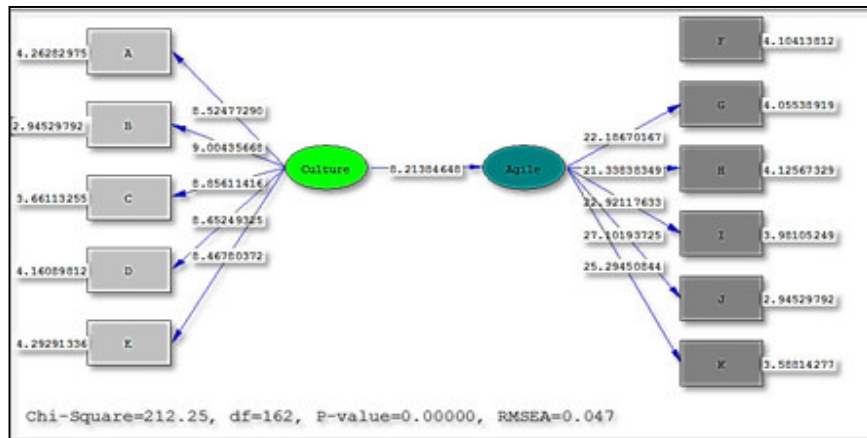 4.26282975 A
2.94529792 B
3.66113255 C
4.16089812 D
4.29291336 E
8.52477290
9.00435668
8.85611416
8.65249325
8.46780372
Culture
8.21384648
Agile
22.18670167
21.33838349
22.92117633
27.10193725
25.29450844
F 4.10413812
G 4.05538919
H 4.12567329
I 3.98105249
J 2.94529792
K 3.58814277
Chi-Square=212.25, df=162, P-value=0.00000, RMSEA=0.047